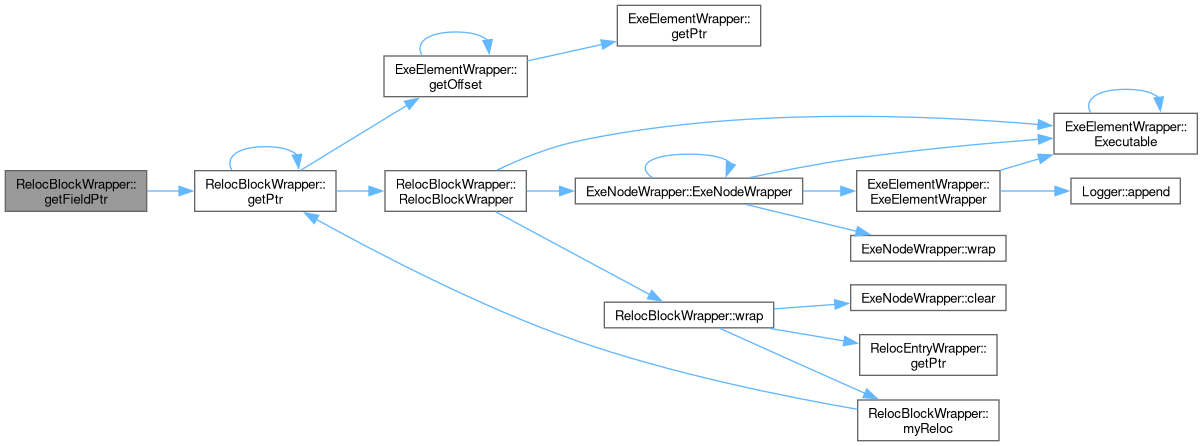 RelocBlockWrapper::
getFieldPtr
RelocBlockWrapper::
getPtr
ExeElementWrapper::
getOffset
ExeElementWrapper::
getPtr
RelocBlockWrapper::
RelocBlockWrapper
ExeNodeWrapper::ExeNodeWrapper
ExeElementWrapper::
Executable
ExeElementWrapper::
ExeElementWrapper
Logger::append
ExeNodeWrapper::wrap
RelocBlockWrapper::wrap
ExeNodeWrapper::clear
RelocEntryWrapper::
getPtr
RelocBlockWrapper::
myReloc